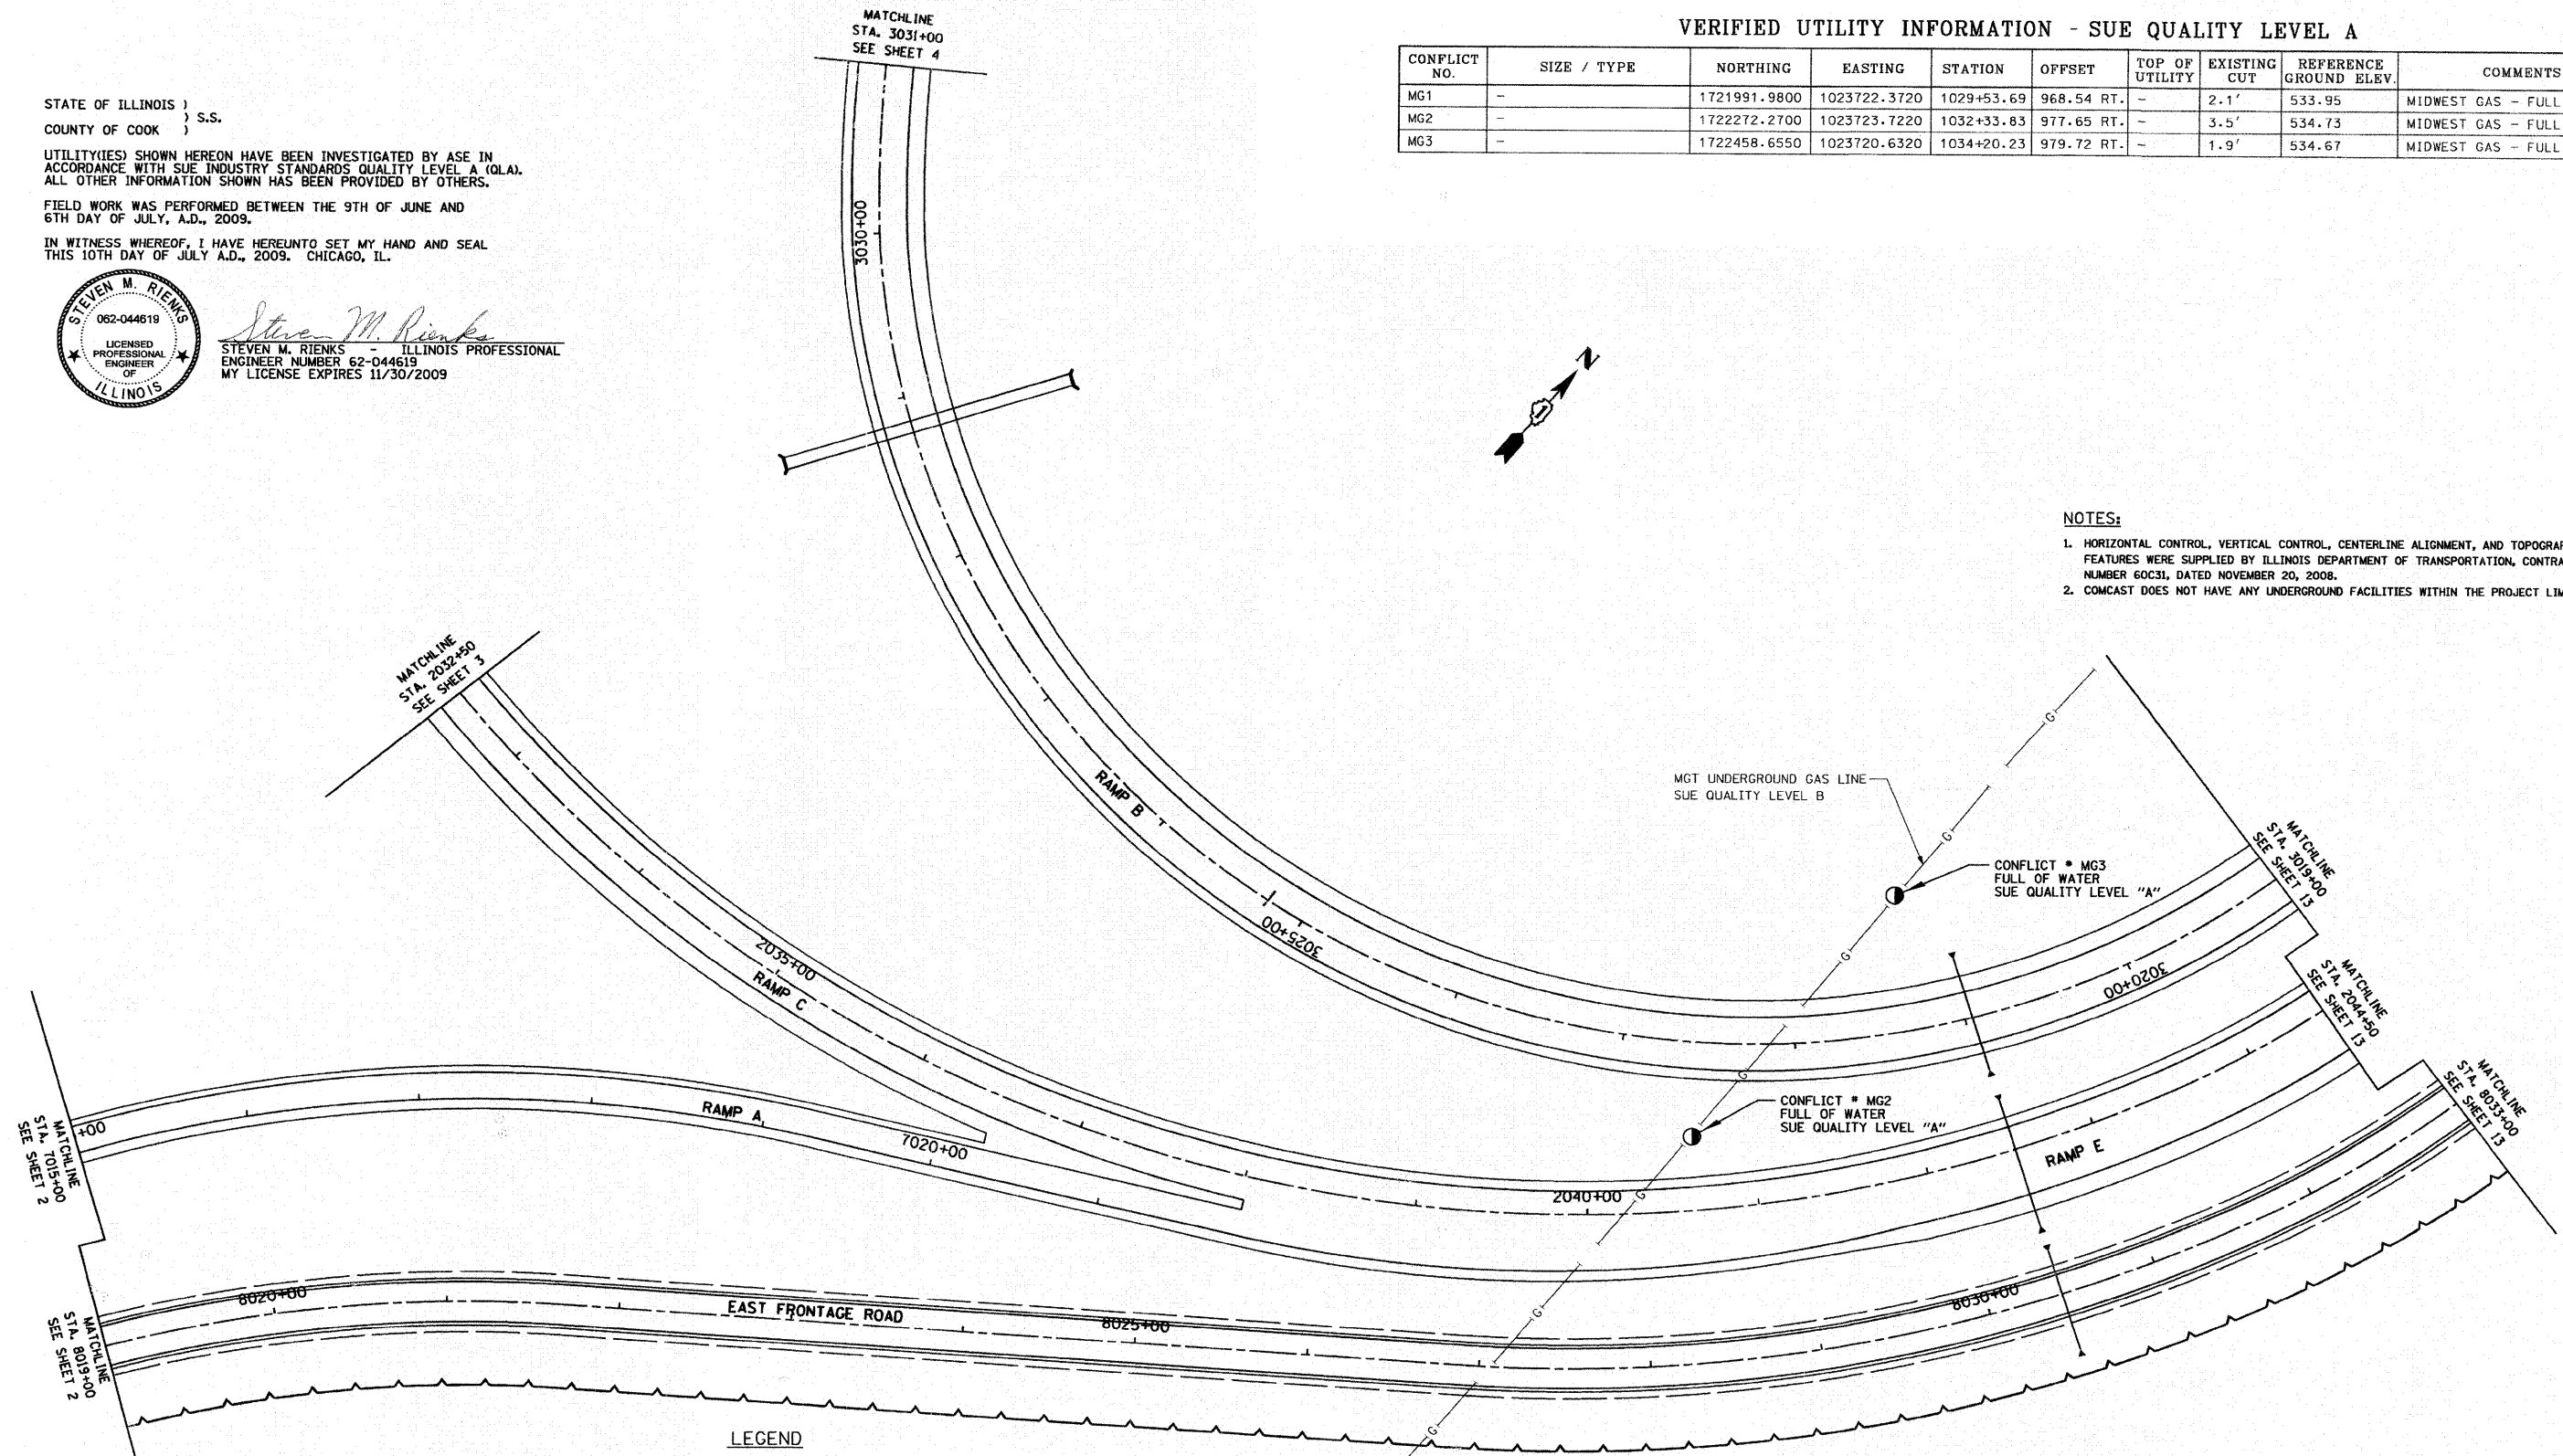 MATCHLINE
STA. 3031+00
SEE SHEET 4
VERIFIED UTILITY INFORMATION - SUE QUALITY LEVEL A
CONFLICT NO. SIZE / TYPE NORTHING EASTING STATION OFFSET TOP OF UTILITY EXISTING CUT REFERENCE GROUND ELEV. COMMENTS
MG1 - 1721991.9800 1023722.3720 1029+53.69 968.54 RT. - 2.1' 533.95 MIDWEST GAS - FULL
MG2 - 1722272.2700 1023723.7220 1032+33.83 977.65 RT. - 3.5' 534.73 MIDWEST GAS - FULL
MG3 - 1722458.6550 1023720.6320 1034+20.23 979.72 RT. - 1.9' 534.67 MIDWEST GAS - FULL
STATE OF ILLINOIS )
) S.S.
COUNTY OF COOK )
UTILITY(IES) SHOWN HEREON HAVE BEEN INVESTIGATED BY ASE IN
ACCORDANCE WITH SUE INDUSTRY STANDARDS QUALITY LEVEL A (QLA).
ALL OTHER INFORMATION SHOWN HAS BEEN PROVIDED BY OTHERS.
FIELD WORK WAS PERFORMED BETWEEN THE 9TH OF JUNE AND
6TH DAY OF JULY, A.D., 2009.
IN WITNESS WHEREOF, I HAVE HEREUNTO SET MY HAND AND SEAL
THIS 10TH DAY OF JULY A.D., 2009. CHICAGO, IL.
STEVEN M. RIENKS
062-044619
LICENSED
PROFESSIONAL
ENGINEER
OF
ILLINOIS
Steven M. Rienks
STEVEN M. RIENKS - ILLINOIS PROFESSIONAL
ENGINEER NUMBER 62-044619
MY LICENSE EXPIRES 11/30/2009
3030+00
N
1
NOTES:
1. HORIZONTAL CONTROL, VERTICAL CONTROL, CENTERLINE ALIGNMENT, AND
FEATURES WERE SUPPLIED BY ILLINOIS DEPARTMENT OF TRANSPORTATION,
NUMBER 60C31, DATED NOVEMBER 20, 2008.
2. COMCAST DOES NOT HAVE ANY UNDERGROUND FACILITIES WITHIN THE PROJECT
MATCHLINE
STA. 2032+50
SEE SHEET 3
G
RAMP B
MGT UNDERGROUND GAS LINE
SUE QUALITY LEVEL B
G
CONFLICT # MG3
FULL OF WATER
SUE QUALITY LEVEL "A"
MATCHLINE
STA. 3019+00
SEE SHEET 13
3025+00
2035+00
RAMP C
G
3020+00
MATCHLINE
STA. 2044+50
SEE SHEET 13
G
CONFLICT # MG2
FULL OF WATER
SUE QUALITY LEVEL "A"
MATCHLINE
STA. 8033+00
SEE SHEET 13
RAMP A
+00
7020+00
RAMP E
MATCHLINE
STA. 7015+00
SEE SHEET 2
2040+00
G
8020+00
EAST FRONTAGE ROAD
8025+00
G
8030+00
MATCHLINE
STA. 8019+00
SEE SHEET 2
G
LEGEND